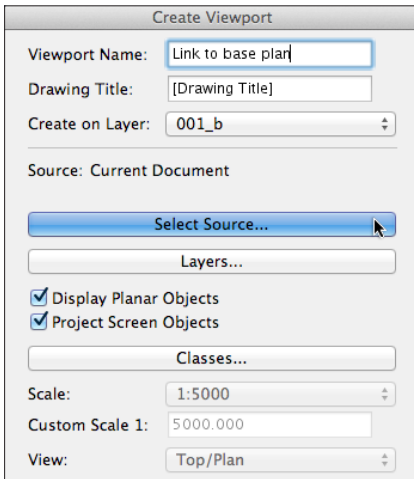 Create Viewport
Viewport Name: Link to base plan
Drawing Title: [Drawing Title]
Create on Layer: 001_b
Source: Current Document
Select Source...
Layers...
Display Planar Objects
Project Screen Objects
Classes...
Scale: 1:5000
Custom Scale 1: 5000.000
View: Top/Plan